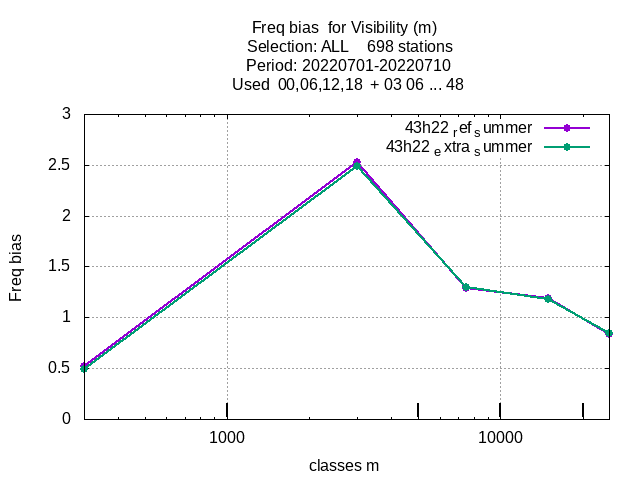 Freq bias  for Visibility (m)
Selection: ALL    698 stations
Period: 20220701-20220710
Used  00,06,12,18  + 03 06 ... 48
3
2.5
2
1.5
1
0.5
0
Freq bias
43h22 ref summer
43h22 extra summer
1000
10000
classes m